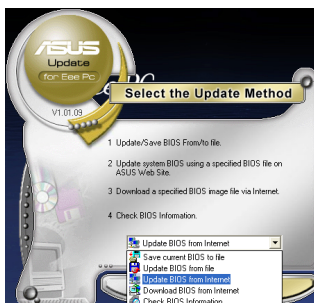 ASUS
Update
for Eee Pc
V1.01.09
Select the Update Method
1 Update/Save BIOS From/to file.
2 Update system BIOS using a specified BIOS file on
ASUS Web Site.
3 Download a specified BIOS image file via Internet.
4 Check BIOS Information.
Update BIOS from Internet
Save current BIOS to file
Update BIOS from file
Update BIOS from Internet
Download BIOS from Internet
Check BIOS Information